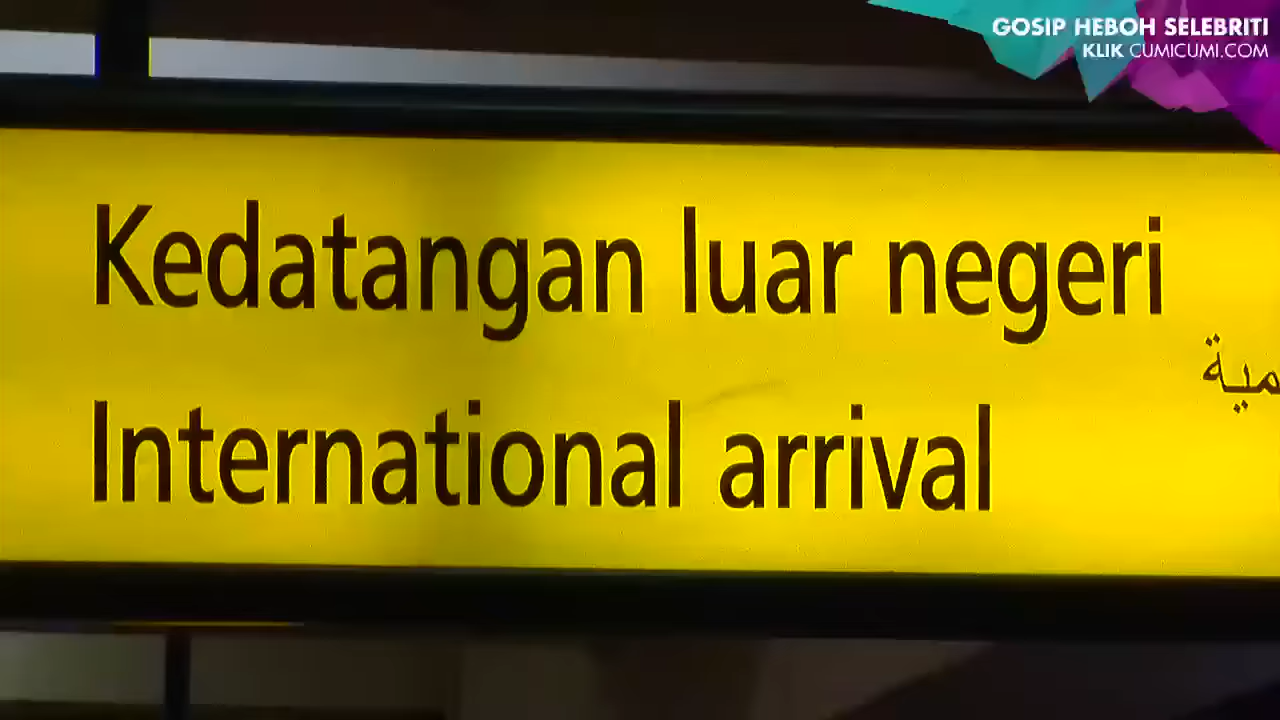 GOSIP HEBOH SELEBRITI
KLIK CUMICUMI.COM
Kedatangan luar negeri
International arrival